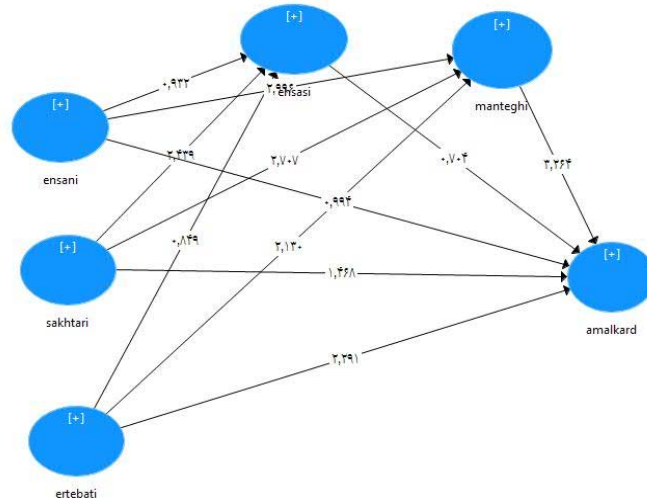 [+]
[+]
۰,۹۳۲
۲,۹۹۶
ehsasi
manteghi
[+]
ensani
۲,۴۳۹
۲,۷۰۷
۰,۷۰۴
۳,۲۶۴
۰,۹۹۴
[+]
۰,۸۴۹
۲,۱۳۰
[+]
۱,۴۶۸
sakhtari
amalkard
۲,۲۹۱
[+]
ertebati